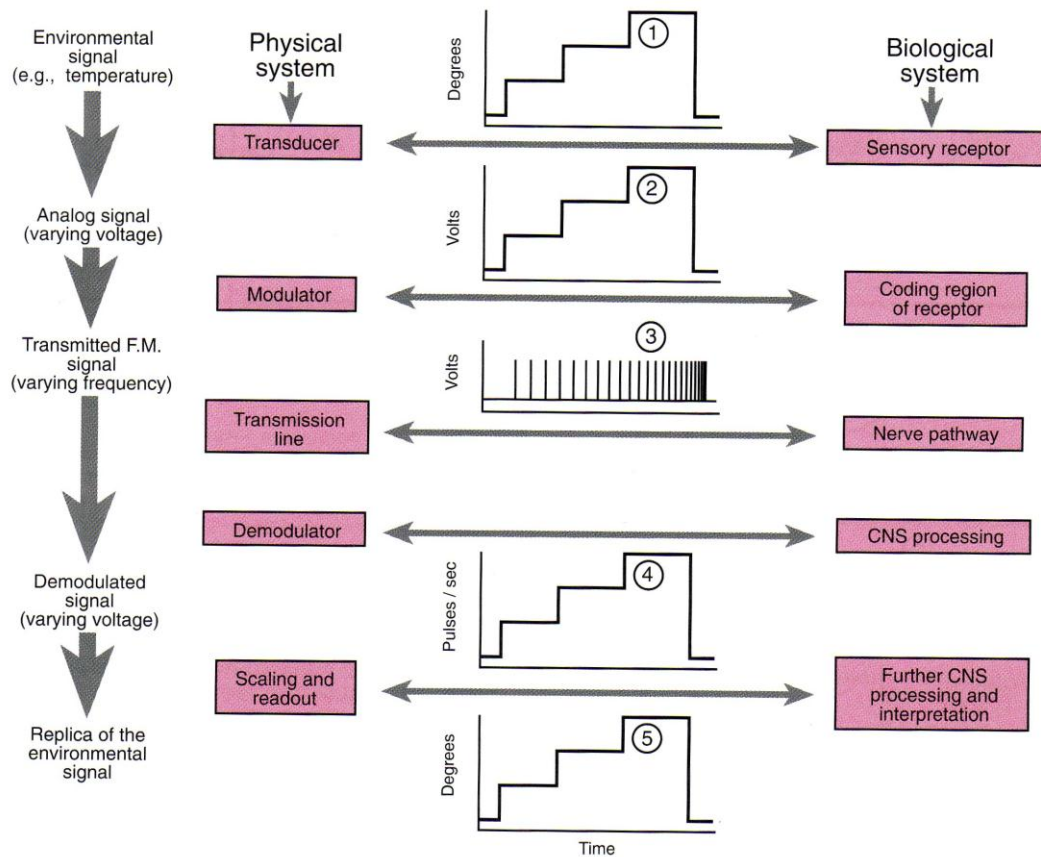 Environmental
signal
(e.g., temperature)
Physical
system
Degrees
1
Biological
system
Transducer
Sensory receptor
Analog signal
(varying voltage)
Volts
2
Modulator
Coding region
of receptor
Transmitted F.M.
signal
(varying frequency)
Volts
3
Transmission
line
Nerve pathway
Demodulator
CNS processing
Demodulated
signal
(varying voltage)
Pulses / sec
4
Scaling and
readout
Further CNS
processing and
interpretation
Replica of the
environmental
signal
Degrees
5
Time